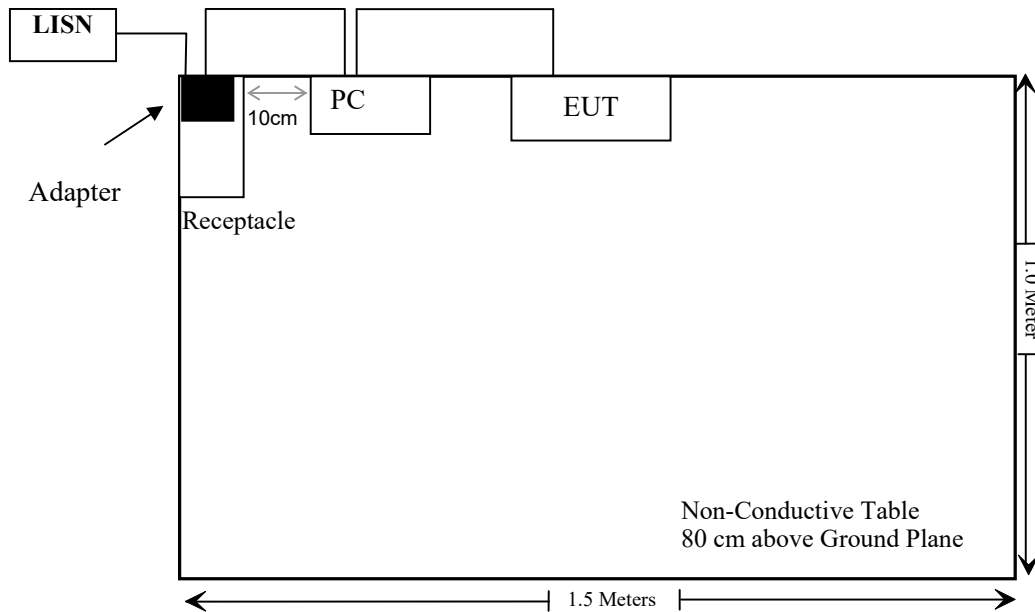 LISN
PC
EUT
10cm
Adapter
Receptacle
1.0 Meter
Non-Conductive Table
80 cm above Ground Plane
1.5 Meters